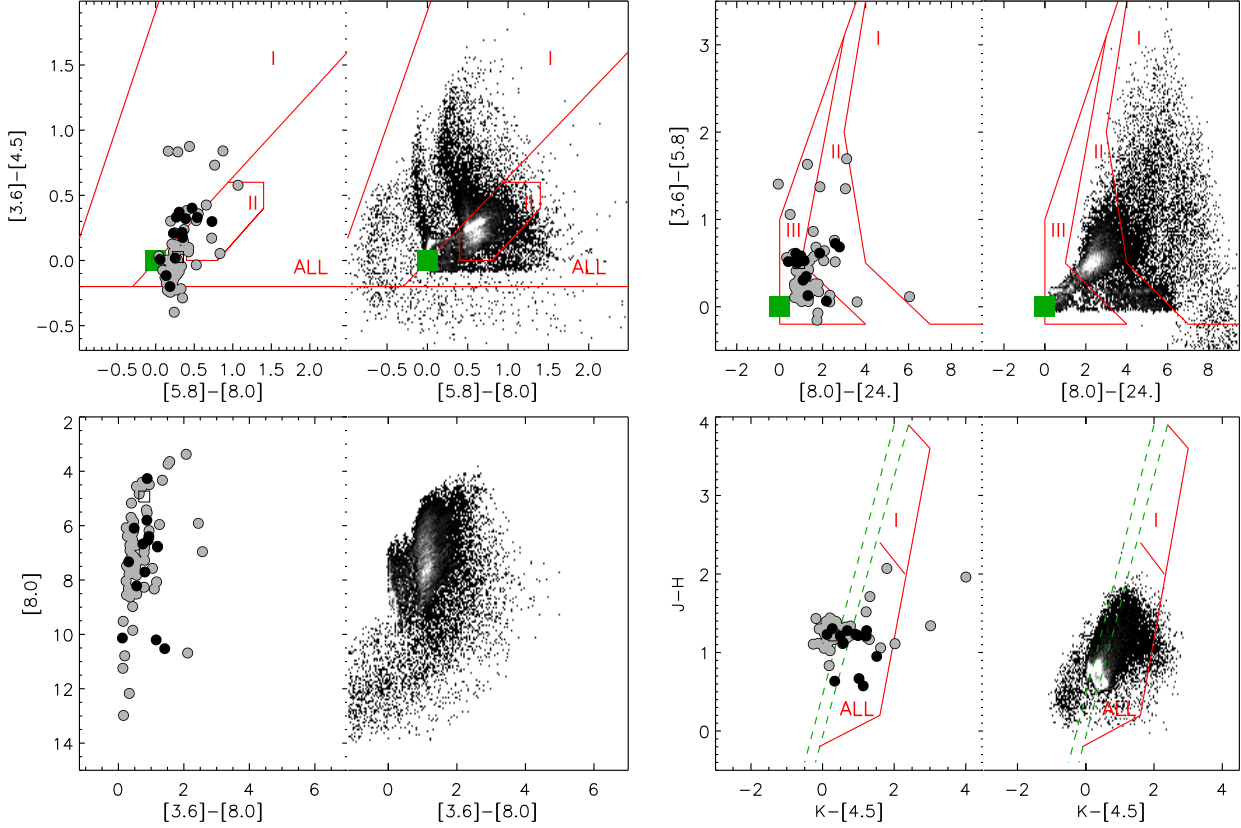 [3.6]−[4.5]
1.5
1.0
0.5
0.0
−0.5
I
II
ALL
I
II
ALL
−0.5 0.0 0.5 1.0 1.5 2.0
−0.5 0.0 0.5 1.0 1.5 2.0
[5.8]−[8.0]
[5.8]−[8.0]
[3.6]−[5.8]
3
2
1
0
I
II
III
I
II
III
−2 0 2 4 6 8
−2 0 2 4 6 8
[8.0]−[24.]
[8.0]−[24.]
[8.0]
2
4
6
8
10
12
14
0 2 4 6
0 2 4 6
[3.6]−[8.0]
[3.6]−[8.0]
J−H
4
3
2
1
0
I
ALL
I
ALL
−2 0 2 4
−2 0 2 4
K−[4.5]
K−[4.5]